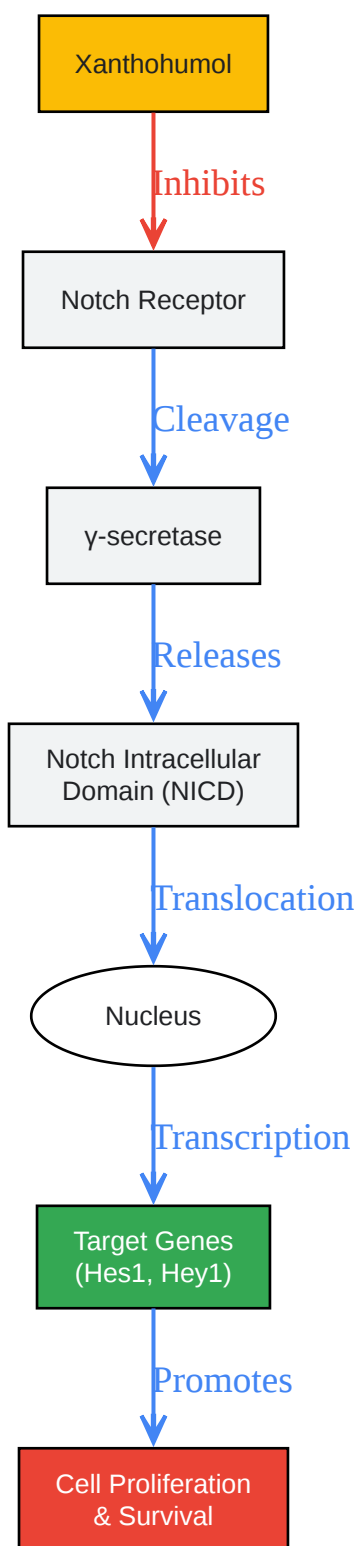 Xanthohumol
Inhibits
Notch Receptor
Cleavage
γ-secretase
Releases
Notch Intracellular
Domain (NICD)
Translocation
Nucleus
Transcription
Target Genes
(Hes1, Hey1)
Promotes
Cell Proliferation
& Survival